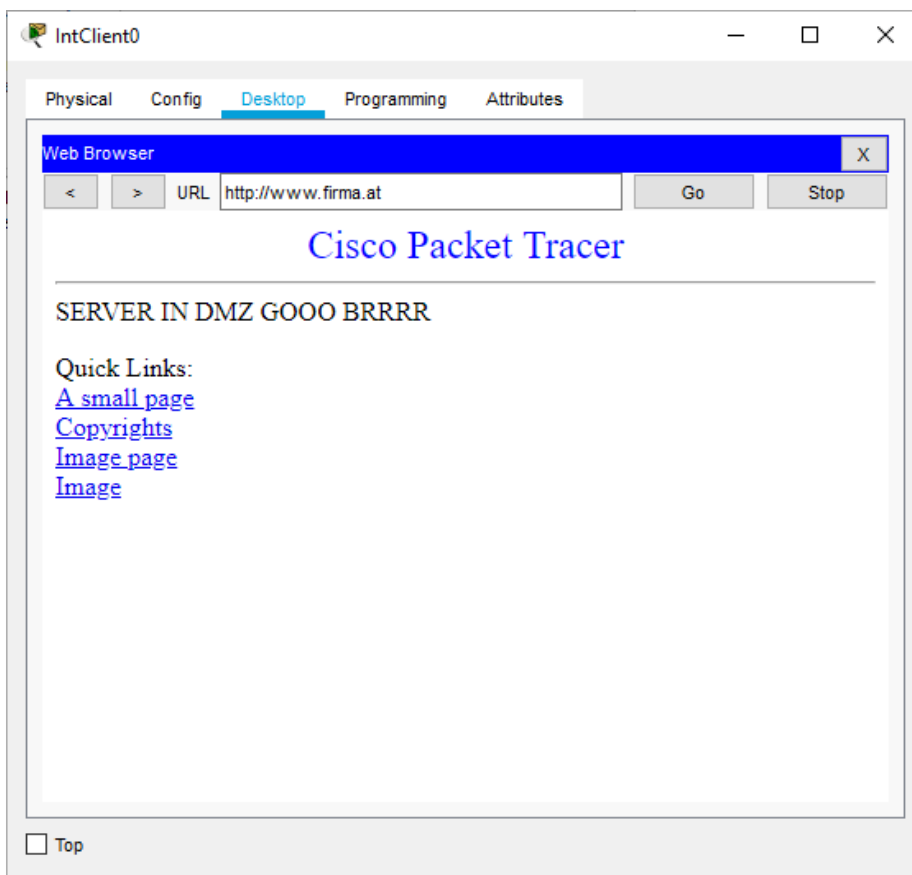 IntClient0
Physical Config Desktop Programming Attributes
Web Browser X
< > URL http://www.firma.at Go Stop
Cisco Packet Tracer
SERVER IN DMZ GOOO BRRRR
Quick Links:
A small page
Copyrights
Image page
Image
Top